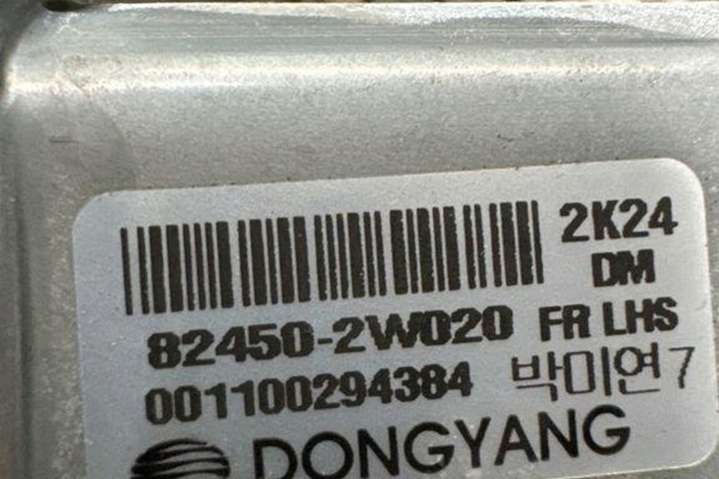 2K24
DM
82450-2W020 FR LHS
001100294384 박미연7
DONGYANG